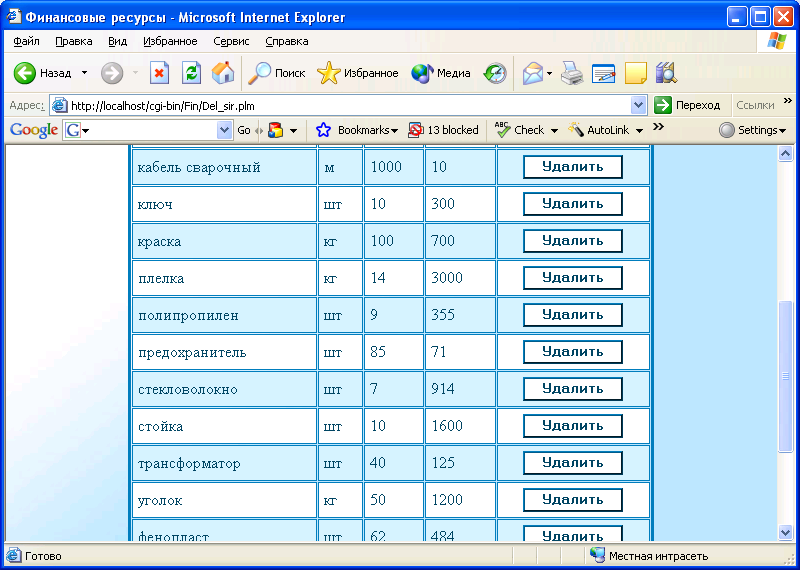 Финансовые ресурсы - Microsoft Internet Explorer
Файл Правка Вид Избранное Сервис Справка
Назад Поиск Избранное Медиа
Адрес: http://localhost/cgi-bin/Fin/Del_sir.plm Переход Ссылки »
Google G Go Bookmarks 13 blocked ABC Check AutoLink » Settings
кабель сварочный м 1000 10 Удалить
ключ шт 10 300 Удалить
краска кг 100 700 Удалить
плелка кг 14 3000 Удалить
полипропилен шт 9 355 Удалить
предохранитель шт 85 71 Удалить
стекловолокно шт 7 914 Удалить
стойка шт 10 1600 Удалить
трансформатор шт 40 125 Удалить
уголок кг 50 1200 Удалить
фенопласт шт 62 484 Удалить
Готово Местная интрасеть